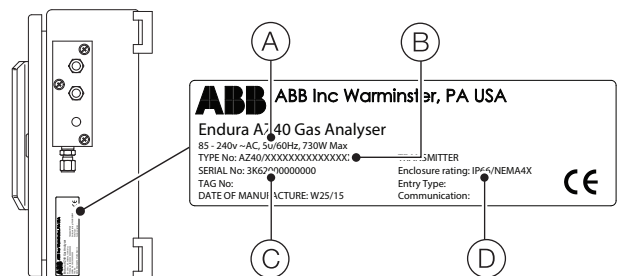 A
B
ABB ABB Inc Warminster, PA USA
Endura AZ40 Gas Analyser
85 - 240v ~AC, 50/60Hz, 730W Max
TYPE No: AZ40/XXXXXXXXXXXXXXX TRANSMITTER
SERIAL No: 3K62000000000 Enclosure rating: IP66/NEMA4X
TAG No: Entry Type:
DATE OF MANUFACTURE: W25/15 Communication:
CE
C
D